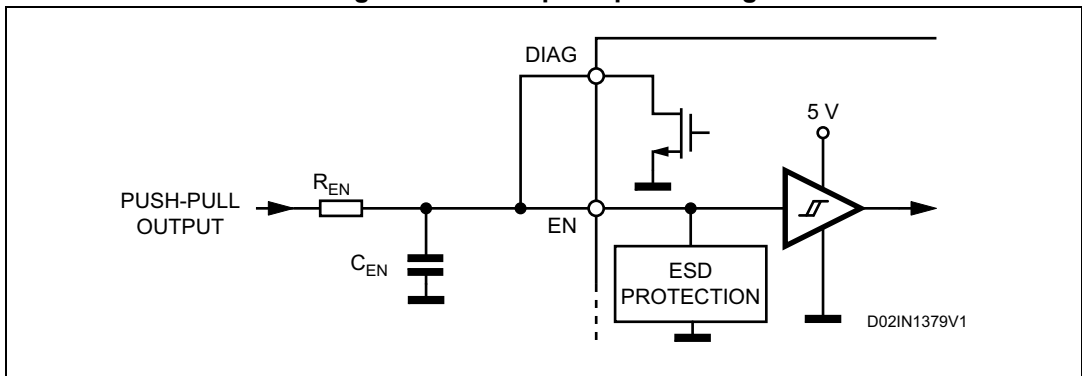 DIAG
5 V
R_EN
PUSH-PULL
OUTPUT
EN
C_EN
ESD
PROTECTION
D02IN1379V1